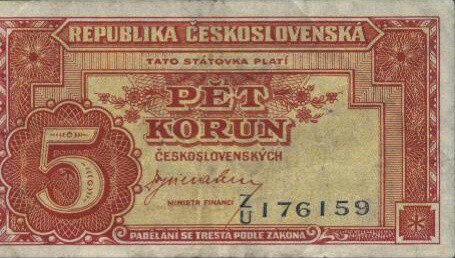 REPUBLIKA ČESKOSLOVENSKÁ
TATO STÁTOVKA PLATÍ
PĚT
KORUN
ČESKOSLOVENSKÝCH
5
MINISTR FINANCÍ
Z/U 176159
PADĚLÁNÍ SE TRESTÁ PODLE ZÁKONA